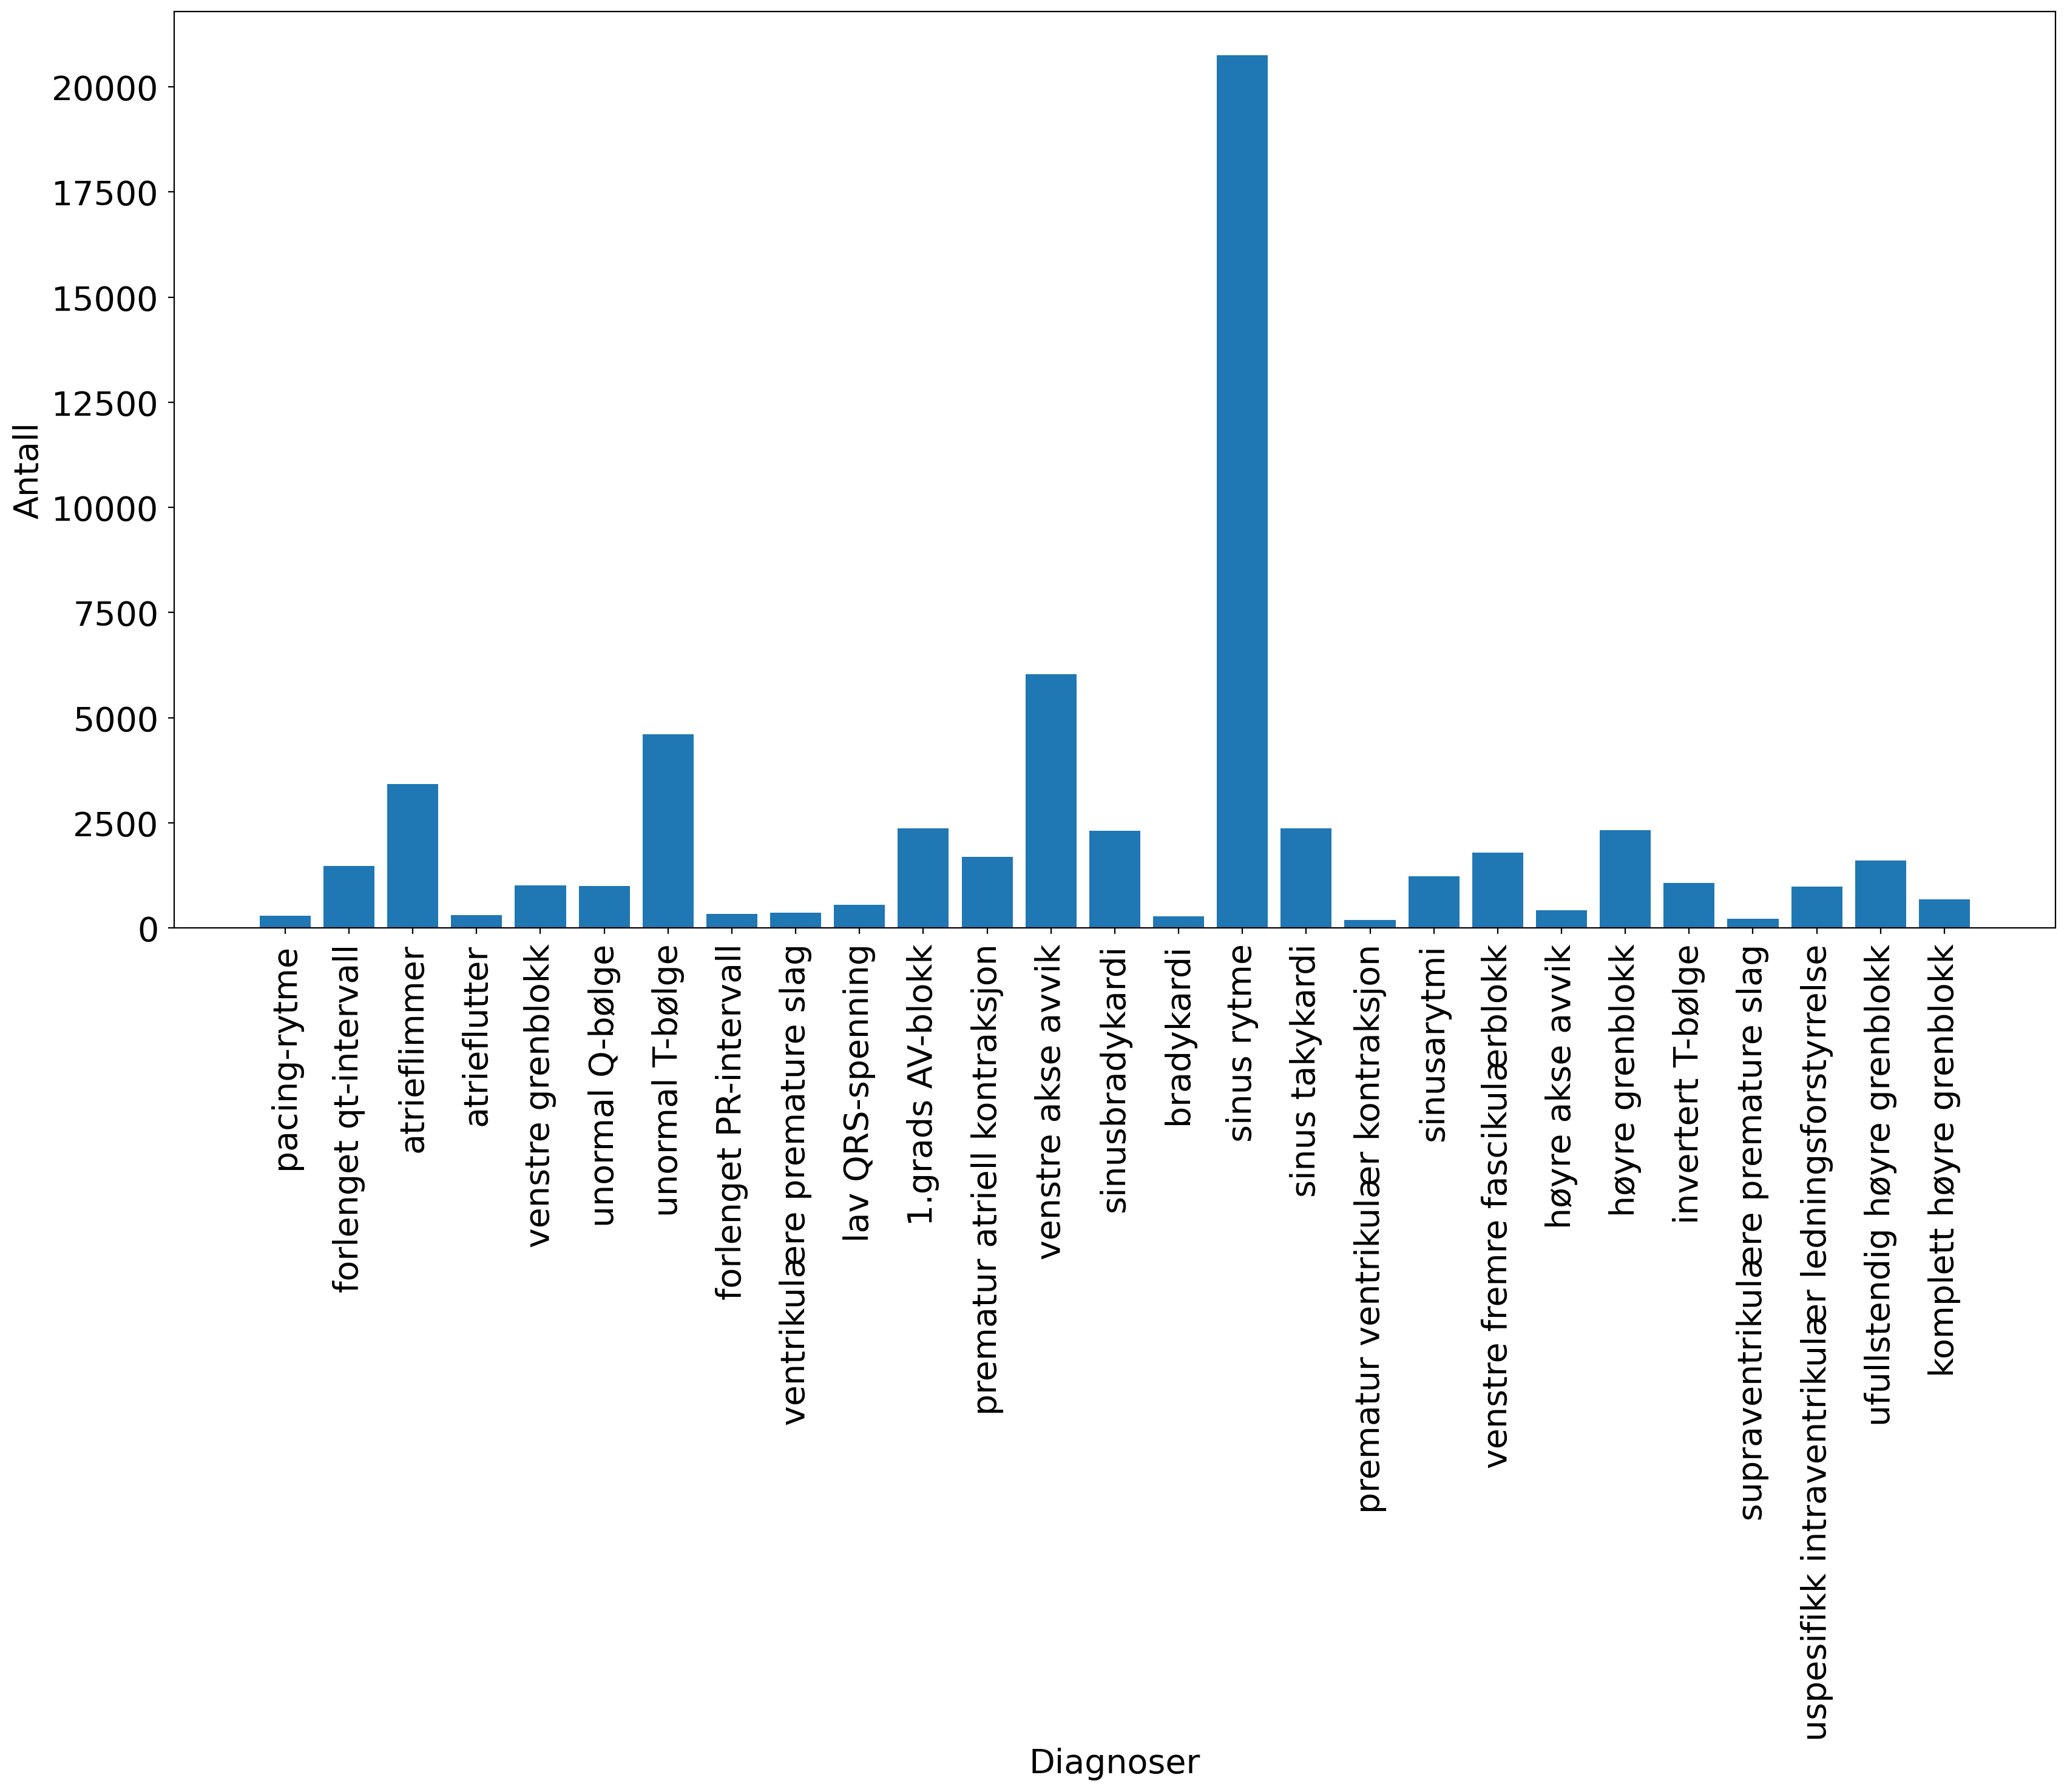 20000
17500
15000
12500
10000
7500
5000
2500
0
Antall
pacing-rytme
forlenget qt-intervall
atrieflimmer
atrieflutter
venstre grenblokk
unormal Q-bølge
unormal T-bølge
forlenget PR-intervall
ventrikulære premature slag
lav QRS-spenning
1.grads AV-blokk
prematur atriell kontraksjon
venstre akse avvik
sinusbradykardi
bradykardi
sinus rytme
sinus takykardi
prematur ventrikulær kontraksjon
sinusarytmi
venstre fremre fascikulærblokk
høyre akse avvik
høyre grenblokk
invertert T-bølge
supraventrikulære premature slag
uspesifikk intraventrikulær ledningsforstyrrelse
ufullstendig høyre grenblokk
komplett høyre grenblokk
Diagnoser